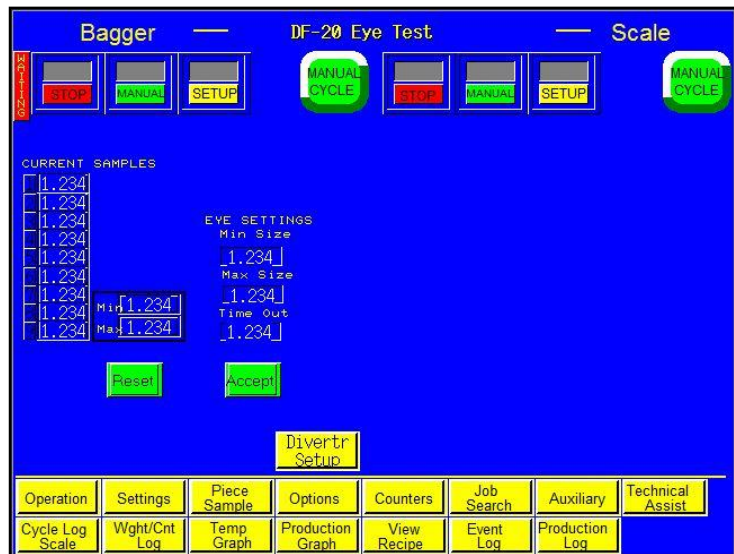 Bagger — DF-20 Eye Test — Scale
WAITING
STOP MANUAL SETUP MANUAL CYCLE STOP MANUAL SETUP MANUAL CYCLE
CURRENT SAMPLES
1.234
1.234
1.234
1.234
1.234
1.234
1.234
1.234
1.234
Min 1.234
Max 1.234
EYE SETTINGS
Min Size
1.234
Max Size
1.234
Time Out
1.234
Reset Accept
Divertr
Setup
Operation Settings Piece Sample Options Counters Job Search Auxiliary Technical Assist
Cycle Log Scale Wght/Cnt Log Temp Graph Production Graph View Recipe Event Log Production Log